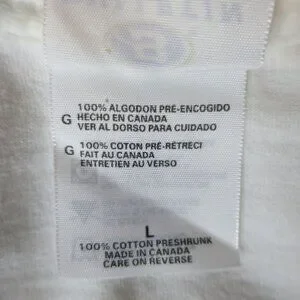 100% ALGODON PRÉ-ENCOGIDO
G HECHO EN CANADA
VER AL DORSO PARA CUIDADO
100% COTON PRÉ-RÉTRECI
G FAIT AU CANADA
ENTRETIEN AU VERSO
L
100% COTTON PRESHRUNK
MADE IN CANADA
CARE ON REVERSE